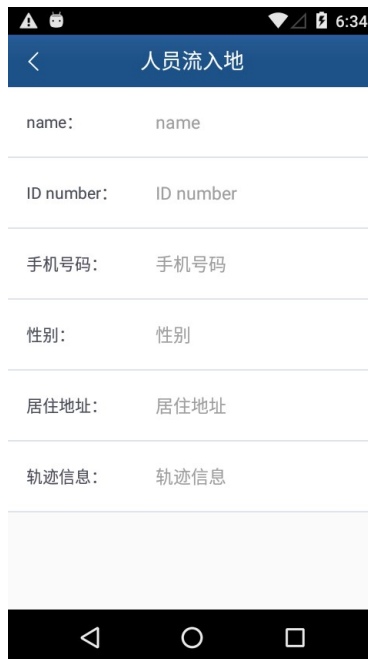 6:34
人员流入地
name： name
ID number： ID number
手机号码： 手机号码
性别： 性别
居住地址： 居住地址
轨迹信息： 轨迹信息